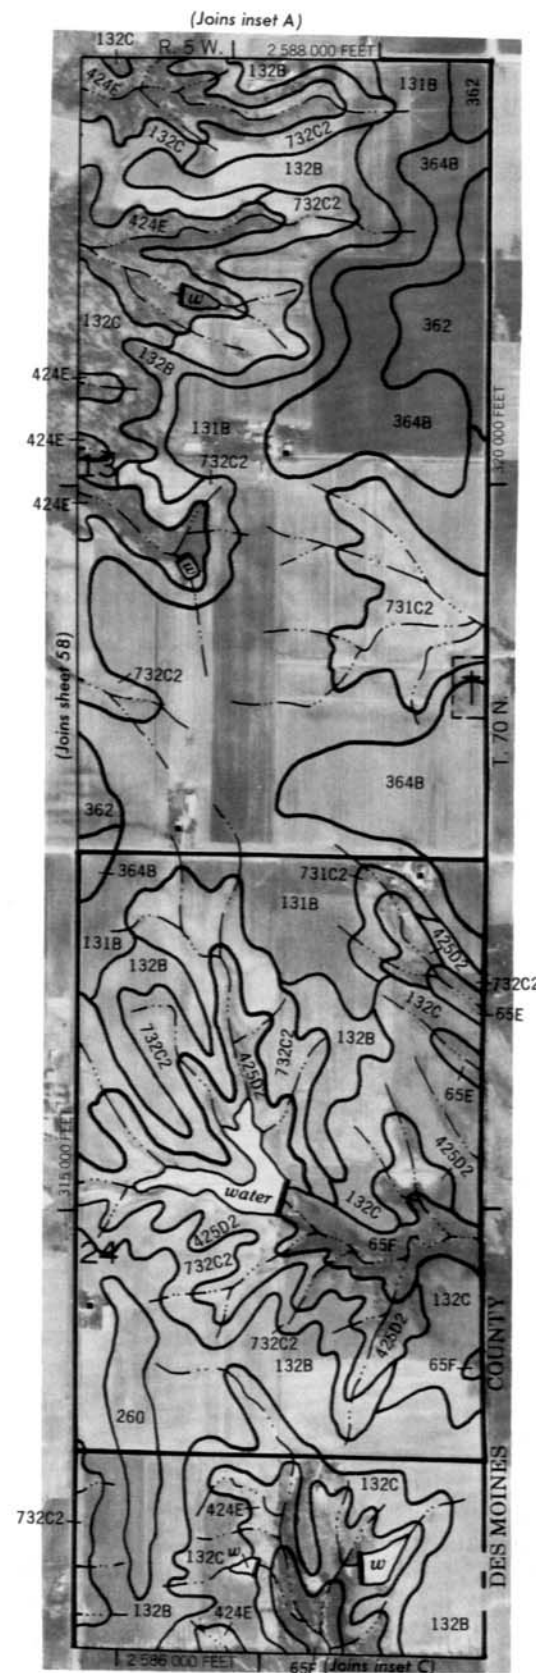 (Joins inset A)
132C
R. 5 W.
2 588 000 FEET
424E
132B
131B
362
132C
732C2
132B
364B
732C2
424E
w
132C
362
132B
424E
131B
364B
320 000 FEET
424E
732C2
13
424E
w
731C2
(Joins sheet 58)
732C2
T. 70 N.
364B
362
364B
731C2
131B
131B
425D2
132B
732C2
132C
65E
732C2
425D2
732C2
132B
65E
425D2
315 000 FEET
water
132C
425D2
65F
24
732C2
132C
732C2
425D2
132B
65F
260
DES MOINES COUNTY
132C
732C2
424E
132C
w
w
132B
424E
132B
2 586 000 FEET
65F
(Joins inset C)